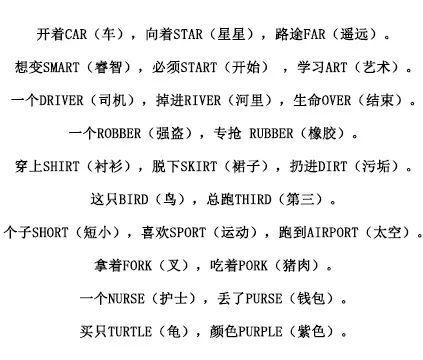 开着CAR（车），向着STAR（星星），路途FAR（遥远）。
想变SMART（睿智），必须START（开始） ，学习ART（艺术）。
一个DRIVER（司机），掉进RIVER（河里），生命OVER（结束）。
一个ROBBER（强盗），专抢 RUBBER（橡胶）。
穿上SHIRT（衬衫），脱下SKIRT（裙子），扔进DIRT（污垢）。
这只BIRD（鸟），总跑THIRD（第三）。
个子SHORT（短小），喜欢SPORT（运动），跑到AIRPORT（太空）。
拿着FORK（叉），吃着PORK（猪肉）。
一个NURSE（护士），丢了PURSE（钱包）。
买只TURTLE（龟），颜色PURPLE（紫色）。